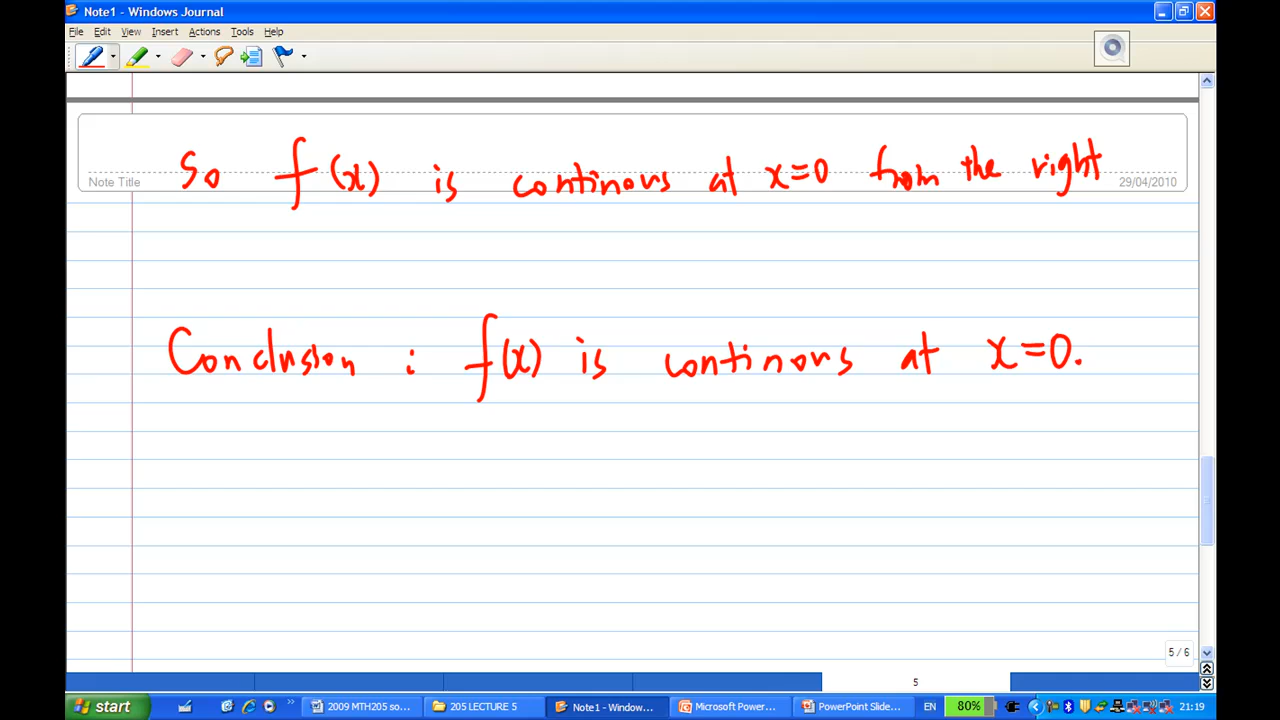 Note1 - Windows Journal
File Edit View Insert Actions Tools Help
So f(x) is continous at x=0 from the right
Note Title
29/04/2010
Conclusion : f(x) is continous at x=0.
5 / 6
5
start 2009 MTH205 so... 205 LECTURE 5 Note1 - Window... Microsoft Power... PowerPoint Slide... EN 80% 21:19